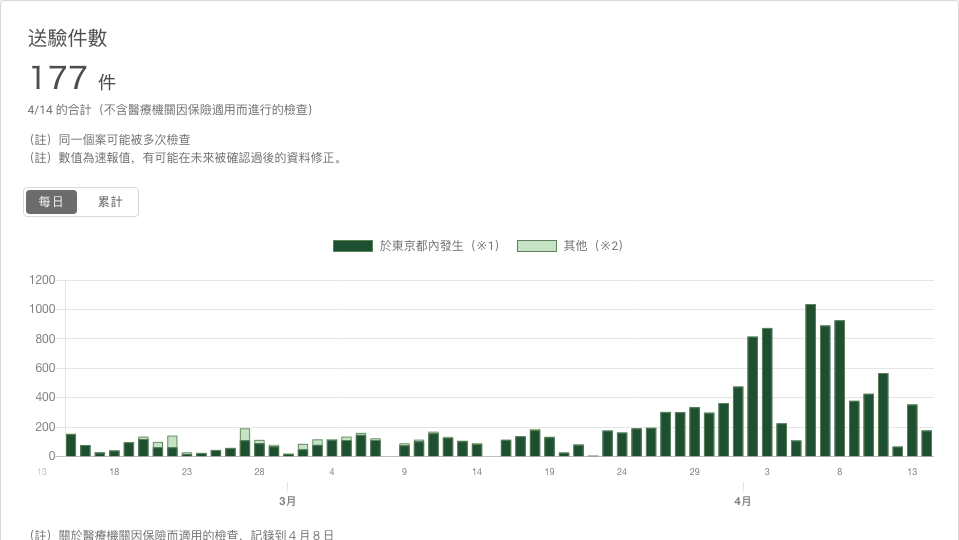 送驗件數
177 件
4/14 的合計（不含醫療機關因保險適用而進行的檢查）
（註）同一個案可能被多次檢查
（註）數值為速報值，有可能在未來被確認過後的資料修正。
每日 累計
於東京都內發生（※1） 其他（※2）
1200
1000
800
600
400
200
0
13 18 23 28 4 9 14 19 24 29 3 8 13
3月 4月
（註）關於醫療機關因保險而適用的檢查，記錄到４月８日